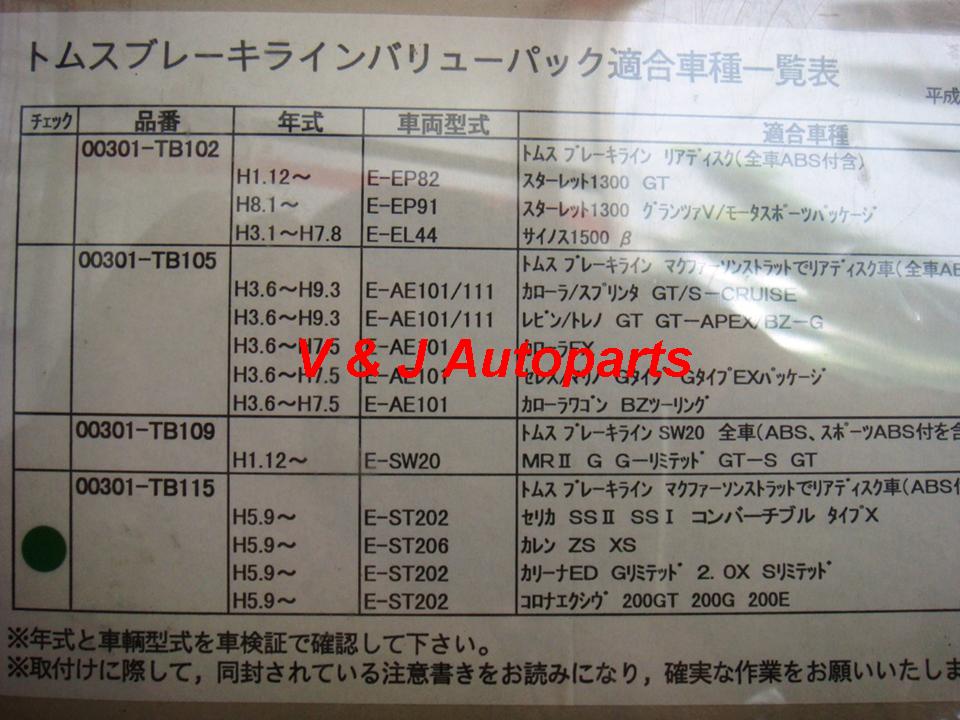 トムスブレーキラインバリューパック適合車種一覧表
平成
ﾁｪｯｸ 品番 年式 車両型式 適合車種
00301-TB102 ﾄﾑｽ ﾌﾞﾚｰｷﾗｲﾝ ﾘｱﾃﾞｨｽｸ(全車ABS付含)
H1.12～ E-EP82 ｽﾀｰﾚｯﾄ1300 GT
H8.1～ E-EP91 ｽﾀｰﾚｯﾄ1300 ｸﾞﾗﾝﾂｧV/ﾓｰﾀｽﾎﾟｰﾂﾊﾟｯｹｰｼﾞ
H3.1～H7.8 E-EL44 ｻｲﾉｽ1500 β
00301-TB105 ﾄﾑｽ ﾌﾞﾚｰｷﾗｲﾝ ﾏｸﾌｧｰｿﾝｽﾄﾗｯﾄでﾘｱﾃﾞｨｽｸ車(全車AB
H3.6～H9.3 E-AE101/111 ｶﾛｰﾗ/ｽﾌﾟﾘﾝﾀ GT/S-CRUISE
H3.6～H9.3 E-AE101/111 ﾚﾋﾞﾝ/ﾄﾚﾉ GT GT-APEX/BZ-G
H3.6～H7.5 E-AE101 ｶﾛｰﾗFX
V & J Autoparts
H3.6～H7.5 E-AE101 ｾﾚｽ/ﾏﾘﾉ Gﾀｲﾌﾟ GﾀｲﾌﾟEXﾊﾟｯｹｰｼﾞ
H3.6～H7.5 E-AE101 ｶﾛｰﾗﾜｺﾞﾝ BZﾂｰﾘﾝｸﾞ
00301-TB109 ﾄﾑｽ ﾌﾞﾚｰｷﾗｲﾝ SW20 全車(ABS、ｽﾎﾟｰﾂABS付を含
H1.12～ E-SW20 MRⅡ G G-ﾘﾐﾃｯﾄﾞ GT-S GT
00301-TB115 ﾄﾑｽ ﾌﾞﾚｰｷﾗｲﾝ ﾏｸﾌｧｰｿﾝｽﾄﾗｯﾄでﾘｱﾃﾞｨｽｸ車(ABS付
H5.9～ E-ST202 ｾﾘｶ SSⅡ SSⅠ ｺﾝﾊﾞｰﾁﾌﾞﾙ ﾀｲﾌﾟX
H5.9～ E-ST206 ｶﾚﾝ ZS XS
H5.9～ E-ST202 ｶﾘｰﾅED Gﾘﾐﾃｯﾄﾞ 2.0X Sﾘﾐﾃｯﾄﾞ
H5.9～ E-ST202 ｺﾛﾅｴｸｼｳﾞ 200GT 200G 200E
※年式と車輌型式を車検証で確認して下さい。
※取付けに際して，同封されている注意書きをお読みになり，確実な作業をお願いいたしま